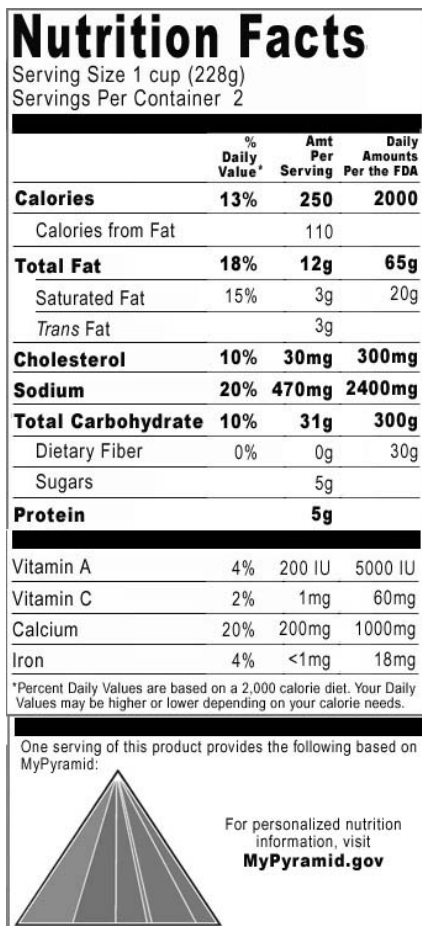 Nutrition Facts
Serving Size 1 cup (228g)
Servings Per Container 2
% Daily Value* Amt Per Serving Daily Amounts Per the FDA
Calories 13% 250 2000
Calories from Fat 110
Total Fat 18% 12g 65g
Saturated Fat 15% 3g 20g
Trans Fat 3g
Cholesterol 10% 30mg 300mg
Sodium 20% 470mg 2400mg
Total Carbohydrate 10% 31g 300g
Dietary Fiber 0% 0g 30g
Sugars 5g
Protein 5g
Vitamin A 4% 200 IU 5000 IU
Vitamin C 2% 1mg 60mg
Calcium 20% 200mg 1000mg
Iron 4% <1mg 18mg
*Percent Daily Values are based on a 2,000 calorie diet. Your Daily
Values may be higher or lower depending on your calorie needs.
One serving of this product provides the following based on
MyPyramid:
For personalized nutrition
information, visit
MyPyramid.gov